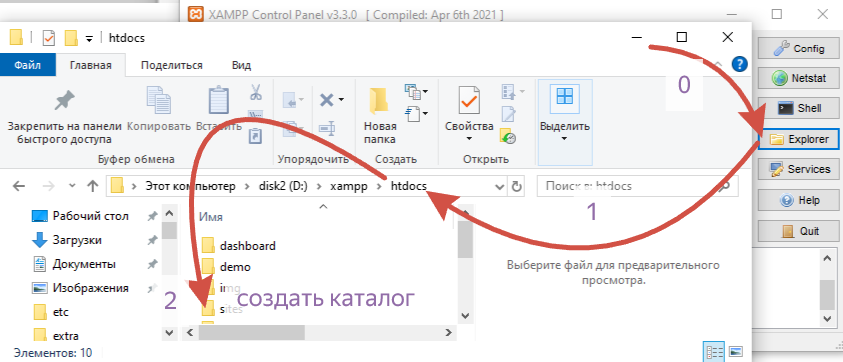 XAMPP Control Panel v3.3.0 [ Compiled: Apr 6th 2021 ]
htdocs
Файл Главная Поделиться Вид
0
Config
Netstat
Shell
Explorer
Services
Help
Quit
Закрепить на панели быстрого доступа
Копировать Вставить
Новая папка
Свойства
Выделить
Буфер обмена Упорядочить Создать Открыть
Этот компьютер > disk2 (D:) > xampp > htdocs
Поиск в: htdocs
1
Рабочий стол
Загрузки
Документы
Изображения
etc
extra
Имя
dashboard
demo
img
sites
2 создать каталог
Выберите файл для предварительного просмотра.
Элементов: 10